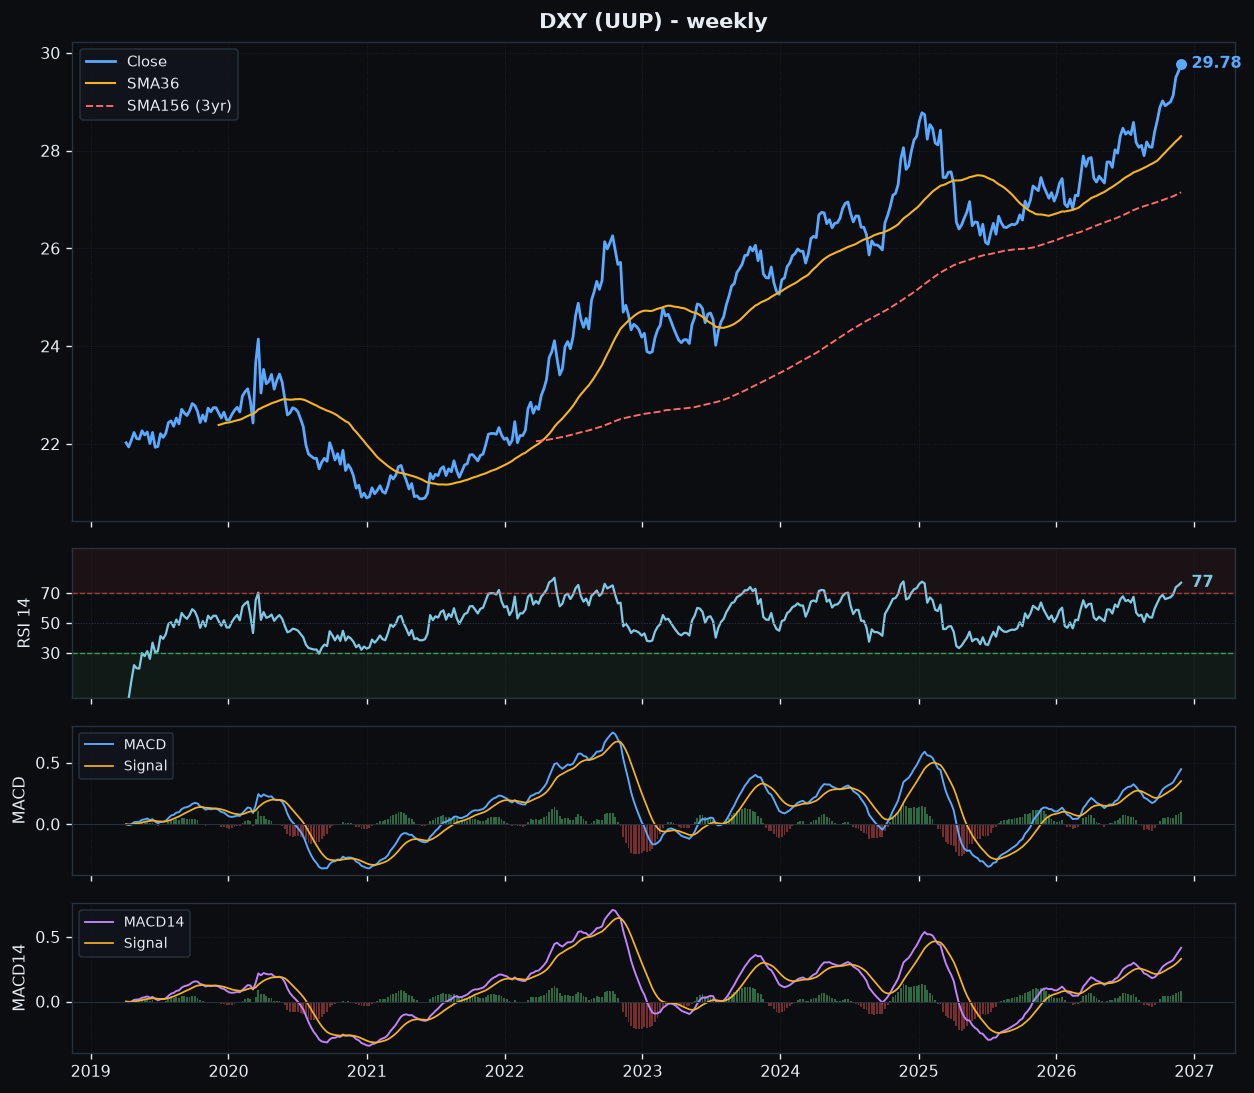 DXY (UUP) - weekly
30
28
26
24
22
Close
SMA36
SMA156 (3yr)
29.78
RSI 14
70
50
30
77
MACD
0.5
0.0
MACD
Signal
MACD14
0.5
0.0
MACD14
Signal
2019 2020 2021 2022 2023 2024 2025 2026 2027